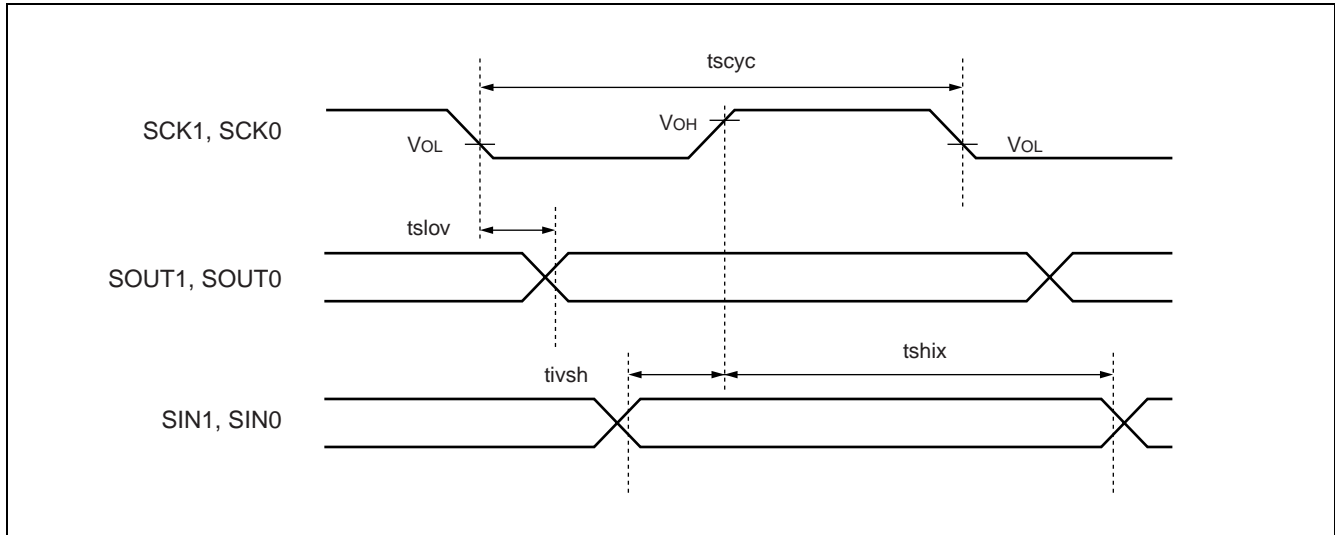 tscyc
SCK1, SCK0
VOL
VOH
VOL
tslov
SOUT1, SOUT0
tivsh
tshix
SIN1, SIN0